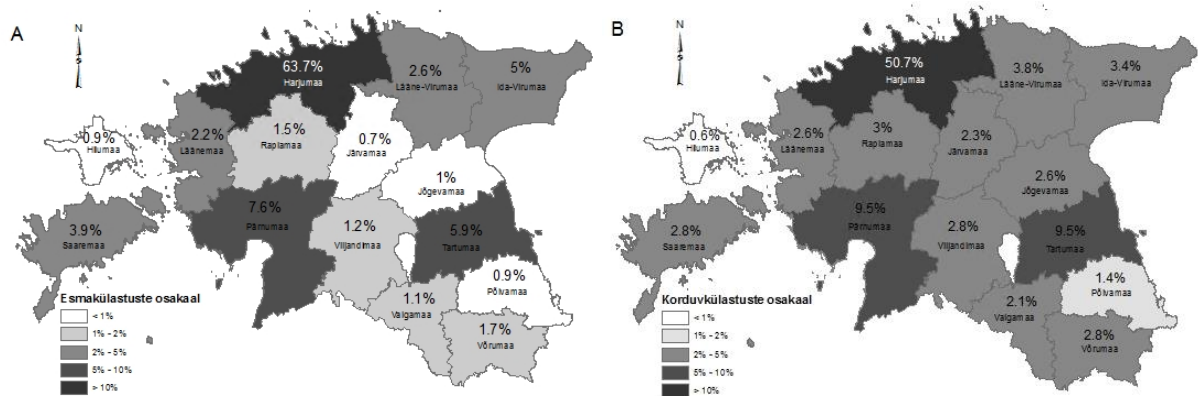 A
N
63.7%
Harjumaa
2.6%
Lääne-Virumaa
5%
Ida-Virumaa
0.9%
Hiiumaa
2.2%
Läänemaa
1.5%
Raplamaa
0.7%
Järvamaa
1%
Jõgevamaa
3.9%
Saaremaa
7.6%
Pärnumaa
1.2%
Viljandimaa
5.9%
Tartumaa
0.9%
Põlvamaa
1.1%
Valgamaa
1.7%
Võrumaa
Esmakülastuste osakaal
< 1%
1% - 2%
2% - 5%
5% - 10%
> 10%
B
N
50.7%
Harjumaa
3.8%
Lääne-Virumaa
3.4%
Ida-Virumaa
0.6%
Hiiumaa
2.6%
Läänemaa
3%
Raplamaa
2.3%
Järvamaa
2.6%
Jõgevamaa
2.8%
Saaremaa
9.5%
Pärnumaa
2.8%
Viljandimaa
9.5%
Tartumaa
1.4%
Põlvamaa
2.1%
Valgamaa
2.8%
Võrumaa
Korduvkülastuste osakaal
< 1%
1% - 2%
2% - 5%
5% - 10%
> 10%